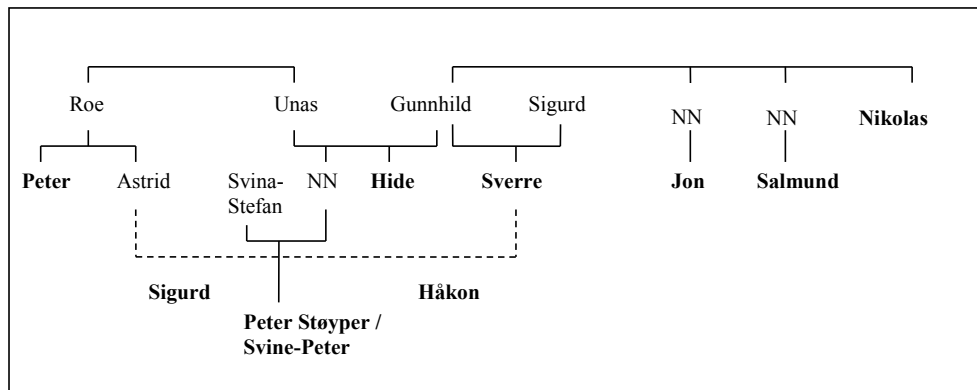 Roe
Unas
Gunnhild
Sigurd
NN
NN
Nikolas
Peter
Astrid
Svina-
Stefan
NN
Hide
Sverre
Jon
Salmund
Sigurd
Håkon
Peter Støyper /
Svine-Peter